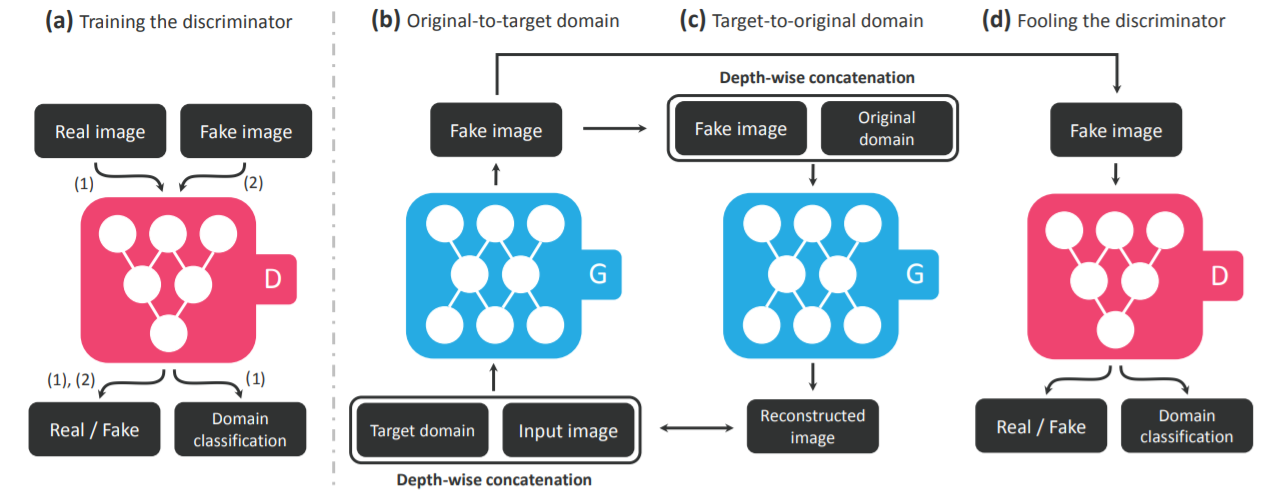 (a) Training the discriminator
(b) Original-to-target domain
(c) Target-to-original domain
(d) Fooling the discriminator
Real image
Fake image
(1)
(2)
D
(1), (2)
(1)
Real / Fake
Domain
classification
Fake image
G
Target domain
Input image
Depth-wise concatenation
Depth-wise concatenation
Fake image
Original
domain
G
Reconstructed
image
Fake image
D
Real / Fake
Domain
classification